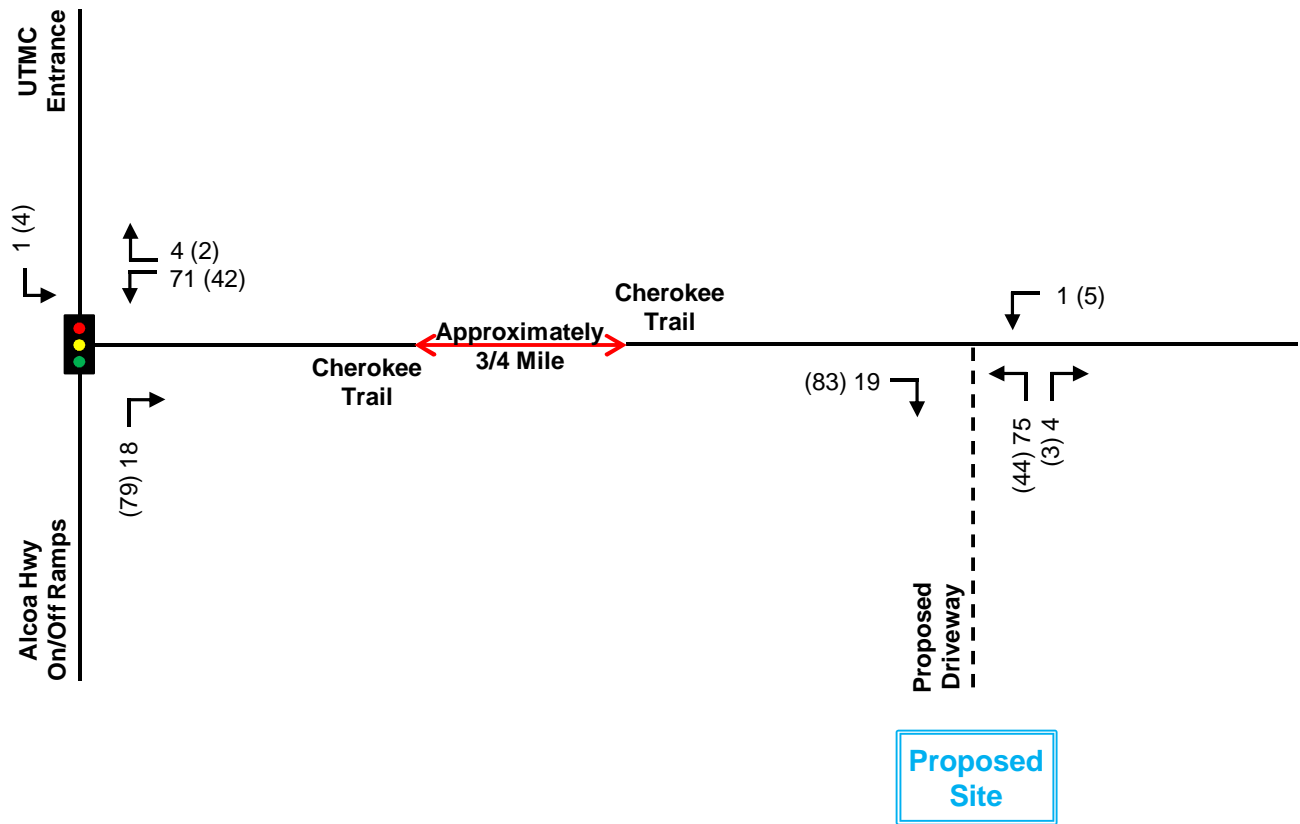 UTMC
Entrance
1 (4)
4 (2)
71 (42)
Cherokee
Trail
Approximately
3/4 Mile
Cherokee
Trail
1 (5)
(83) 19
(44) 75
(3) 4
(79) 18
Alcoa Hwy
On/Off Ramps
Proposed
Driveway
Proposed
Site